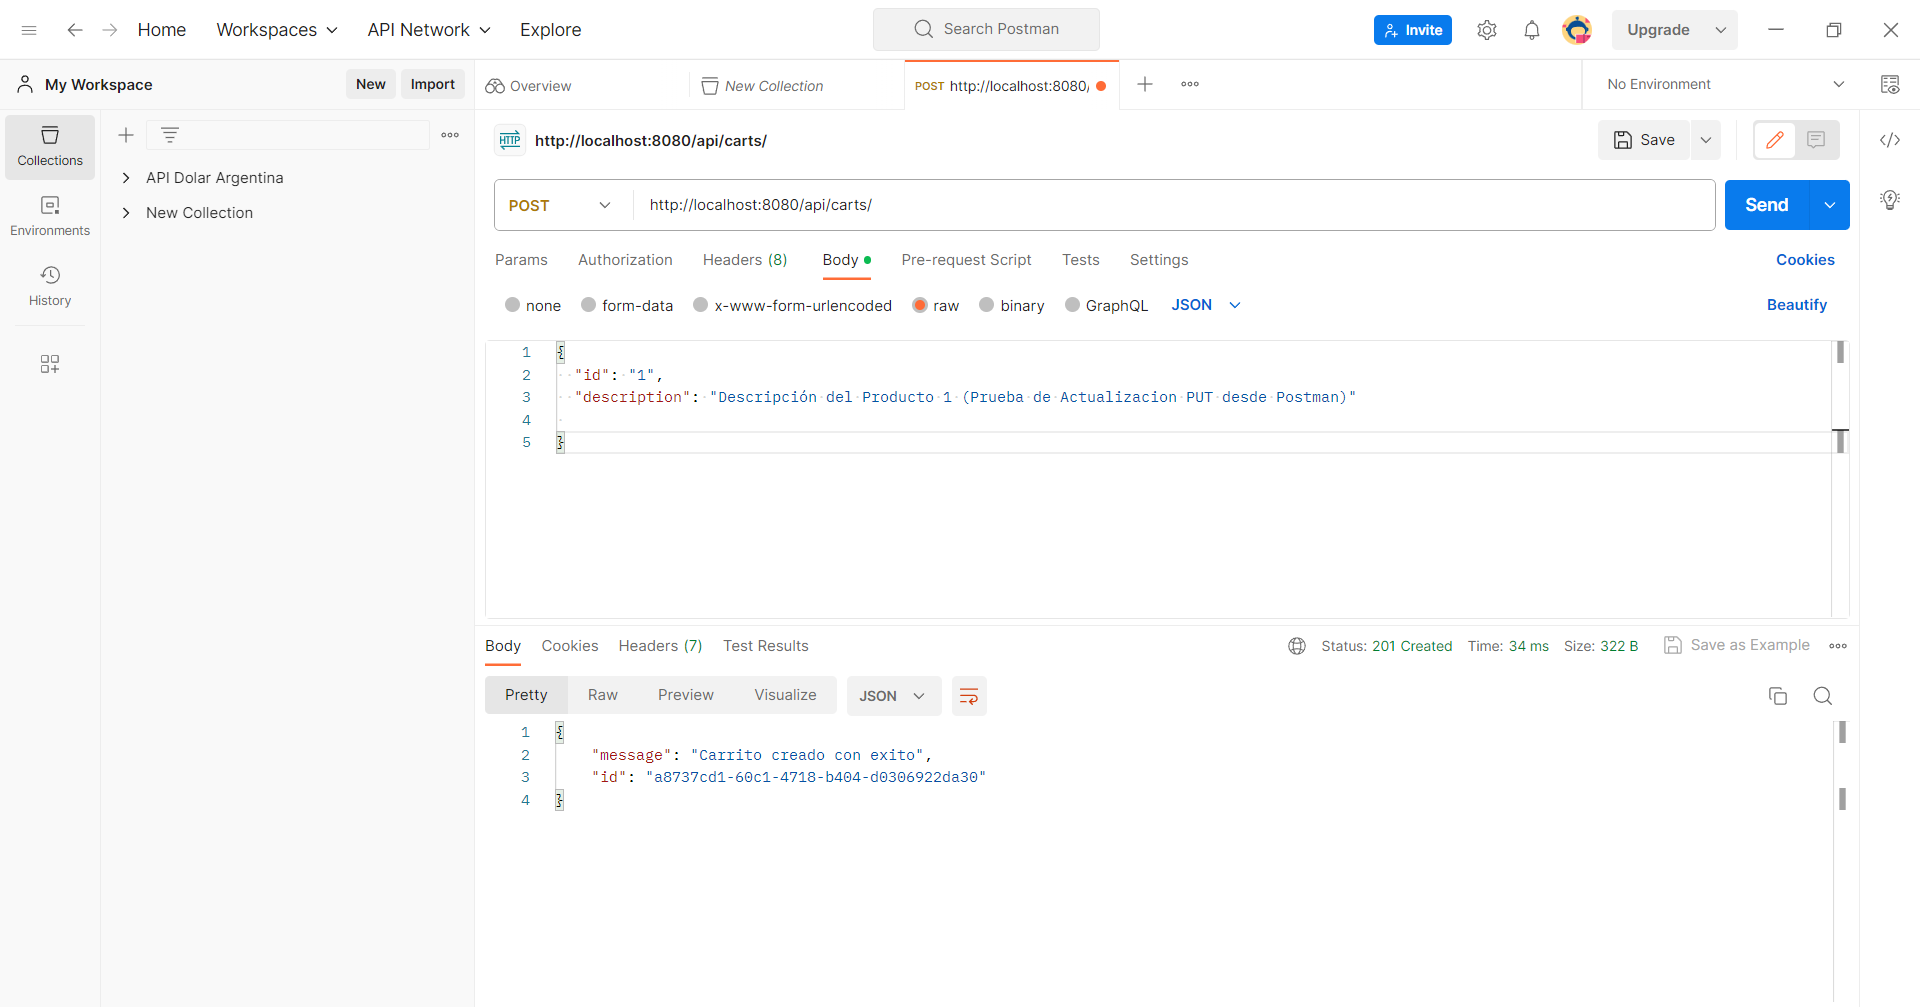 Home Workspaces API Network Explore Search Postman Invite Upgrade
My Workspace New Import Overview New Collection POST http://localhost:8080/ No Environment
Collections
API Dolar Argentina
New Collection
Environments
History
HTTP http://localhost:8080/api/carts/ Save
POST http://localhost:8080/api/carts/ Send
Params Authorization Headers (8) Body Pre-request Script Tests Settings Cookies
none form-data x-www-form-urlencoded raw binary GraphQL JSON Beautify
1 {
2 "id": "1",
3 "description": "Descripción del Producto 1 (Prueba de Actualizacion PUT desde Postman)"
4
5 }
Body Cookies Headers (7) Test Results Status: 201 Created Time: 34 ms Size: 322 B Save as Example
Pretty Raw Preview Visualize JSON
1 {
2 "message": "Carrito creado con exito",
3 "id": "a8737cd1-60c1-4718-b404-d0306922da30"
4 }